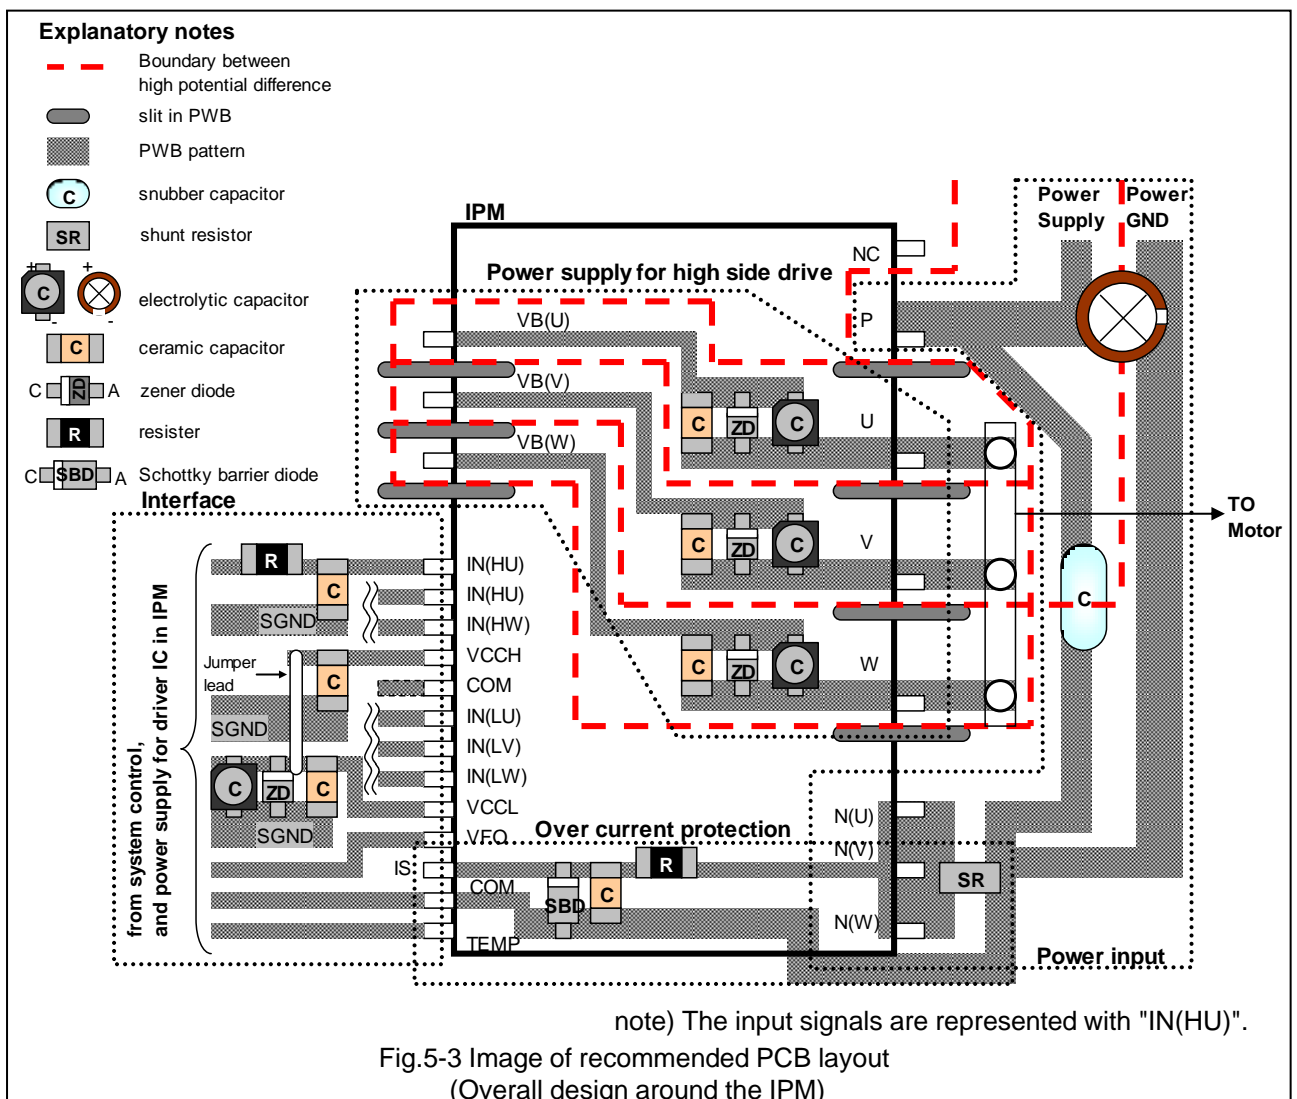 Explanatory notes
Boundary between
high potential difference
slit in PWB
PWB pattern
C
snubber capacitor
SR
shunt resistor
+
C
-
+
- -
electrolytic capacitor
C
ceramic capacitor
C ZD A
zener diode
R
resister
C SBD A
Schottky barrier diode
Interface
IPM
Power supply for high side drive
NC
P
U
V
W
N(U)
N(V)
N(W)
Power
Supply
Power
GND
VB(U)
VB(V)
VB(W)
C ZD C
C ZD C
C ZD C
C
TO
Motor
from system control,
and power supply for driver IC in IPM
R
C
SGND
Jumper
lead
C
SGND
C ZD C
SGND
IN(HU)
IN(HU)
IN(HW)
VCCH
COM
IN(LU)
IN(LV)
IN(LW)
VCCL
VFO
IS
COM
TEMP
Over current protection
R
SBD C
SR
Power input
note) The input signals are represented with "IN(HU)".
Fig.5-3 Image of recommended PCB layout
(Overall design around the IPM)